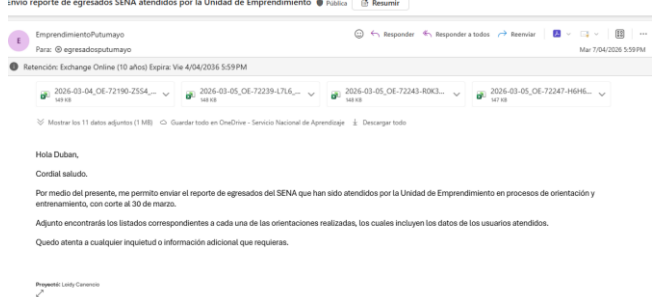 Envío reporte de egresados SENA atendidos por la Unidad de Emprendimiento Pública Resumir
E
EmprendimientoPutumayo
Responder Responder a todos Reenviar
Para: egresadosputumayo
Mar 7/04/2026 5:59 PM
Retención: Exchange Online (10 años) Expira: Vie 4/04/2036 5:59 PM
2026-03-04_OE-72190-Z5S4_... 2026-03-05_OE-72239-L7L6_... 2026-03-05_OE-72243-R0K3... 2026-03-05_OE-72247-H6H6...
149 KB 148 KB 148 KB 147 KB
Mostrar los 11 datos adjuntos (1 MB) Guardar todo en OneDrive - Servicio Nacional de Aprendizaje Descargar todo
Hola Duban,
Cordial saludo.
Por medio del presente, me permito enviar el reporte de egresados del SENA que han sido atendidos por la Unidad de Emprendimiento en procesos de orientación y
entrenamiento, con corte al 30 de marzo.
Adjunto encontrarás los listados correspondientes a cada una de las orientaciones realizadas, los cuales incluyen los datos de los usuarios atendidos.
Quedo atenta a cualquier inquietud o información adicional que requieras.
Proyectó: Leidy Canencio